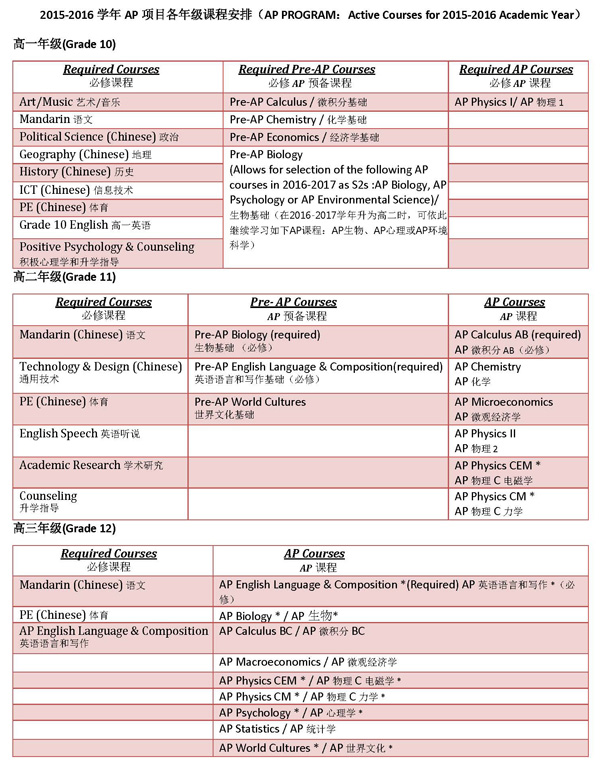 2015-2016 学年 AP 项目各年级课程安排（AP PROGRAM：Active Courses for 2015-2016 Academic Year）
高一年级(Grade 10)
Required Courses
必修课程
Required Pre-AP Courses
必修 AP 预备课程
Required AP Courses
必修 AP 课程
Art/Music 艺术/音乐
Pre-AP Calculus / 微积分基础
AP Physics I/ AP 物理 1
Mandarin 语文
Pre-AP Chemistry / 化学基础
Political Science (Chinese) 政治
Pre-AP Economics / 经济学基础
Geography (Chinese) 地理
History (Chinese) 历史
ICT (Chinese) 信息技术
PE (Chinese) 体育
Grade 10 English 高一英语
Positive Psychology & Counseling
积极心理学和升学指导
Pre-AP Biology
(Allows for selection of the following AP
courses in 2016-2017 as S2s :AP Biology, AP
Psychology or AP Environmental Science)/
生物基础（在2016-2017学年升为高二时，可依此
继续学习如下AP课程：AP生物、AP心理或AP环境
科学）
高二年级(Grade 11)
Required Courses
必修课程
Pre- AP Courses
AP 预备课程
AP Courses
AP 课程
Mandarin (Chinese) 语文
Pre-AP Biology (required)
生物基础 （必修）
AP Calculus AB (required)
AP 微积分 AB（必修）
Technology & Design (Chinese)
通用技术
Pre-AP English Language & Composition(required)
英语语言和写作基础（必修）
AP Chemistry
AP 化学
PE (Chinese) 体育
Pre-AP World Cultures
世界文化基础
AP Microeconomics
AP 微观经济学
English Speech 英语听说
AP Physics II
AP 物理 2
Academic Research 学术研究
AP Physics CEM *
AP 物理 C 电磁学 *
Counseling
升学指导
AP Physics CM *
AP 物理 C 力学 *
高三年级(Grade 12)
Required Courses
必修课程
AP Courses
AP 课程
Mandarin (Chinese) 语文
AP English Language & Composition *(Required) AP 英语语言和写作 *（必
修）
PE (Chinese) 体育
AP Biology * / AP 生物*
AP English Language & Composition
英语语言和写作
AP Calculus BC / AP 微积分 BC
AP Macroeconomics / AP 微观经济学
AP Physics CEM * / AP 物理 C 电磁学 *
AP Physics CM * / AP 物理 C 力学 *
AP Psychology * / AP 心理学 *
AP Statistics / AP 统计学
AP World Cultures * / AP 世界文化 *